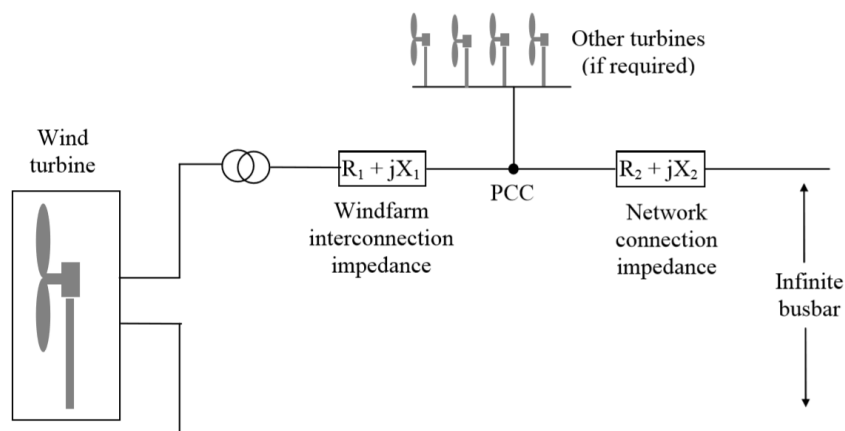 Other turbines
(if required)
Wind
turbine
R₁ + jX₁
PCC
R₂ + jX₂
Windfarm
interconnection
impedance
Network
connection
impedance
Infinite
busbar